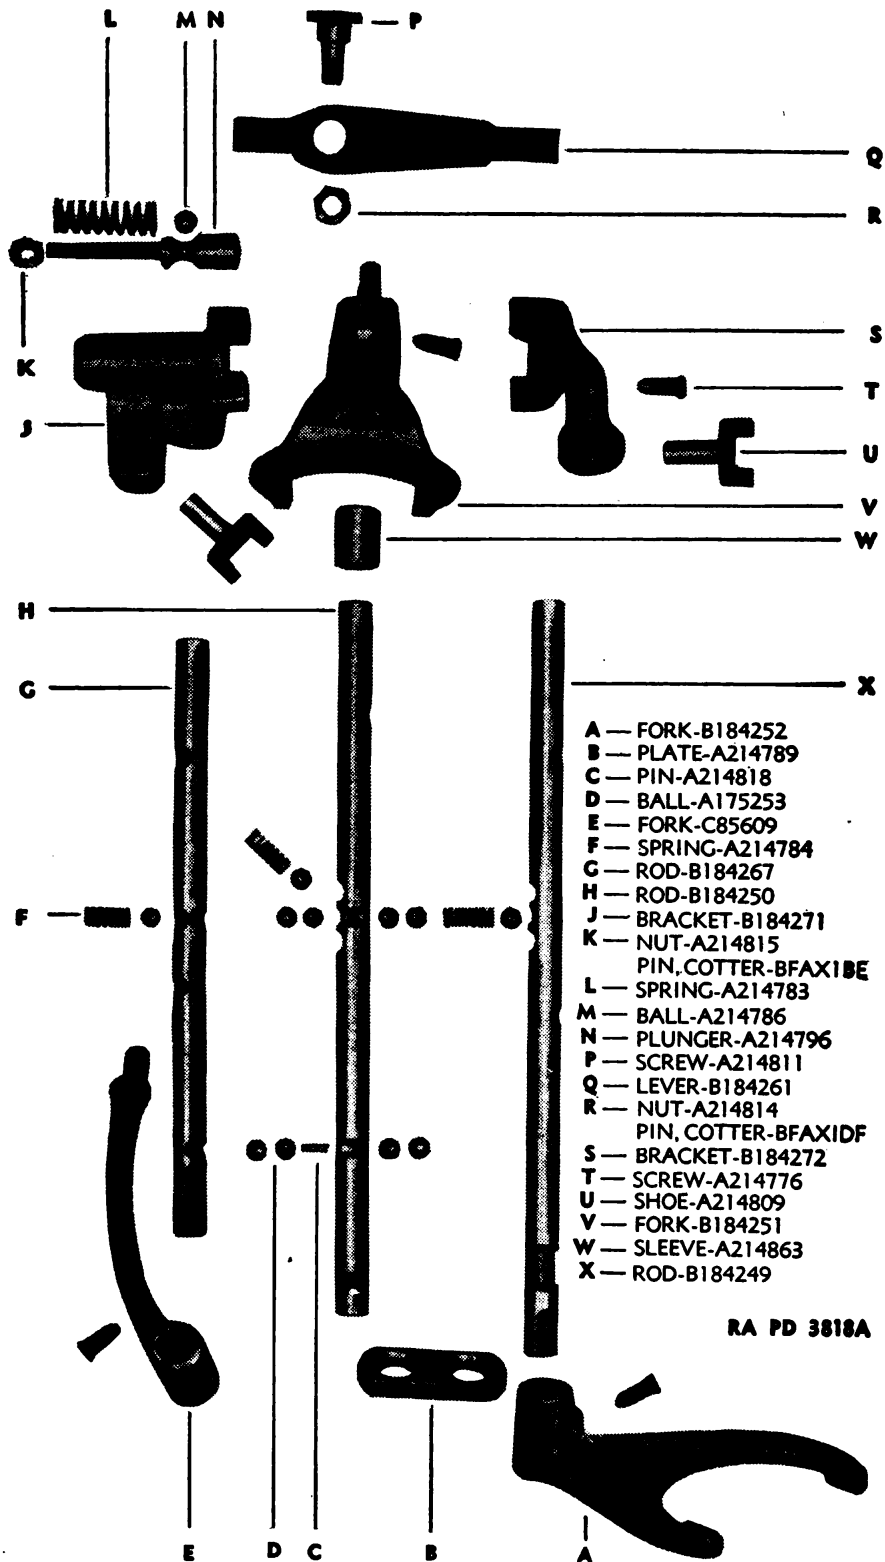 L M N P
Q
R
K
S
J
T
U
V
W
H
G
X
A — FORK-B184252
B — PLATE-A214789
C — PIN-A214818
D — BALL-A175253
E — FORK-C85609
F — SPRING-A214784
G — ROD-B184267
H — ROD-B184250
J — BRACKET-B184271
K — NUT-A214815
PIN, COTTER-BFAX1BE
L — SPRING-A214783
M — BALL-A214786
N — PLUNGER-A214796
P — SCREW-A214811
Q — LEVER-B184261
R — NUT-A214814
PIN, COTTER-BFAX1DF
S — BRACKET-B184272
T — SCREW-A214776
U — SHOE-A214809
V — FORK-B184251
W — SLEEVE-A214863
X — ROD-B184249
F
RA PD 3818A
E D C B A